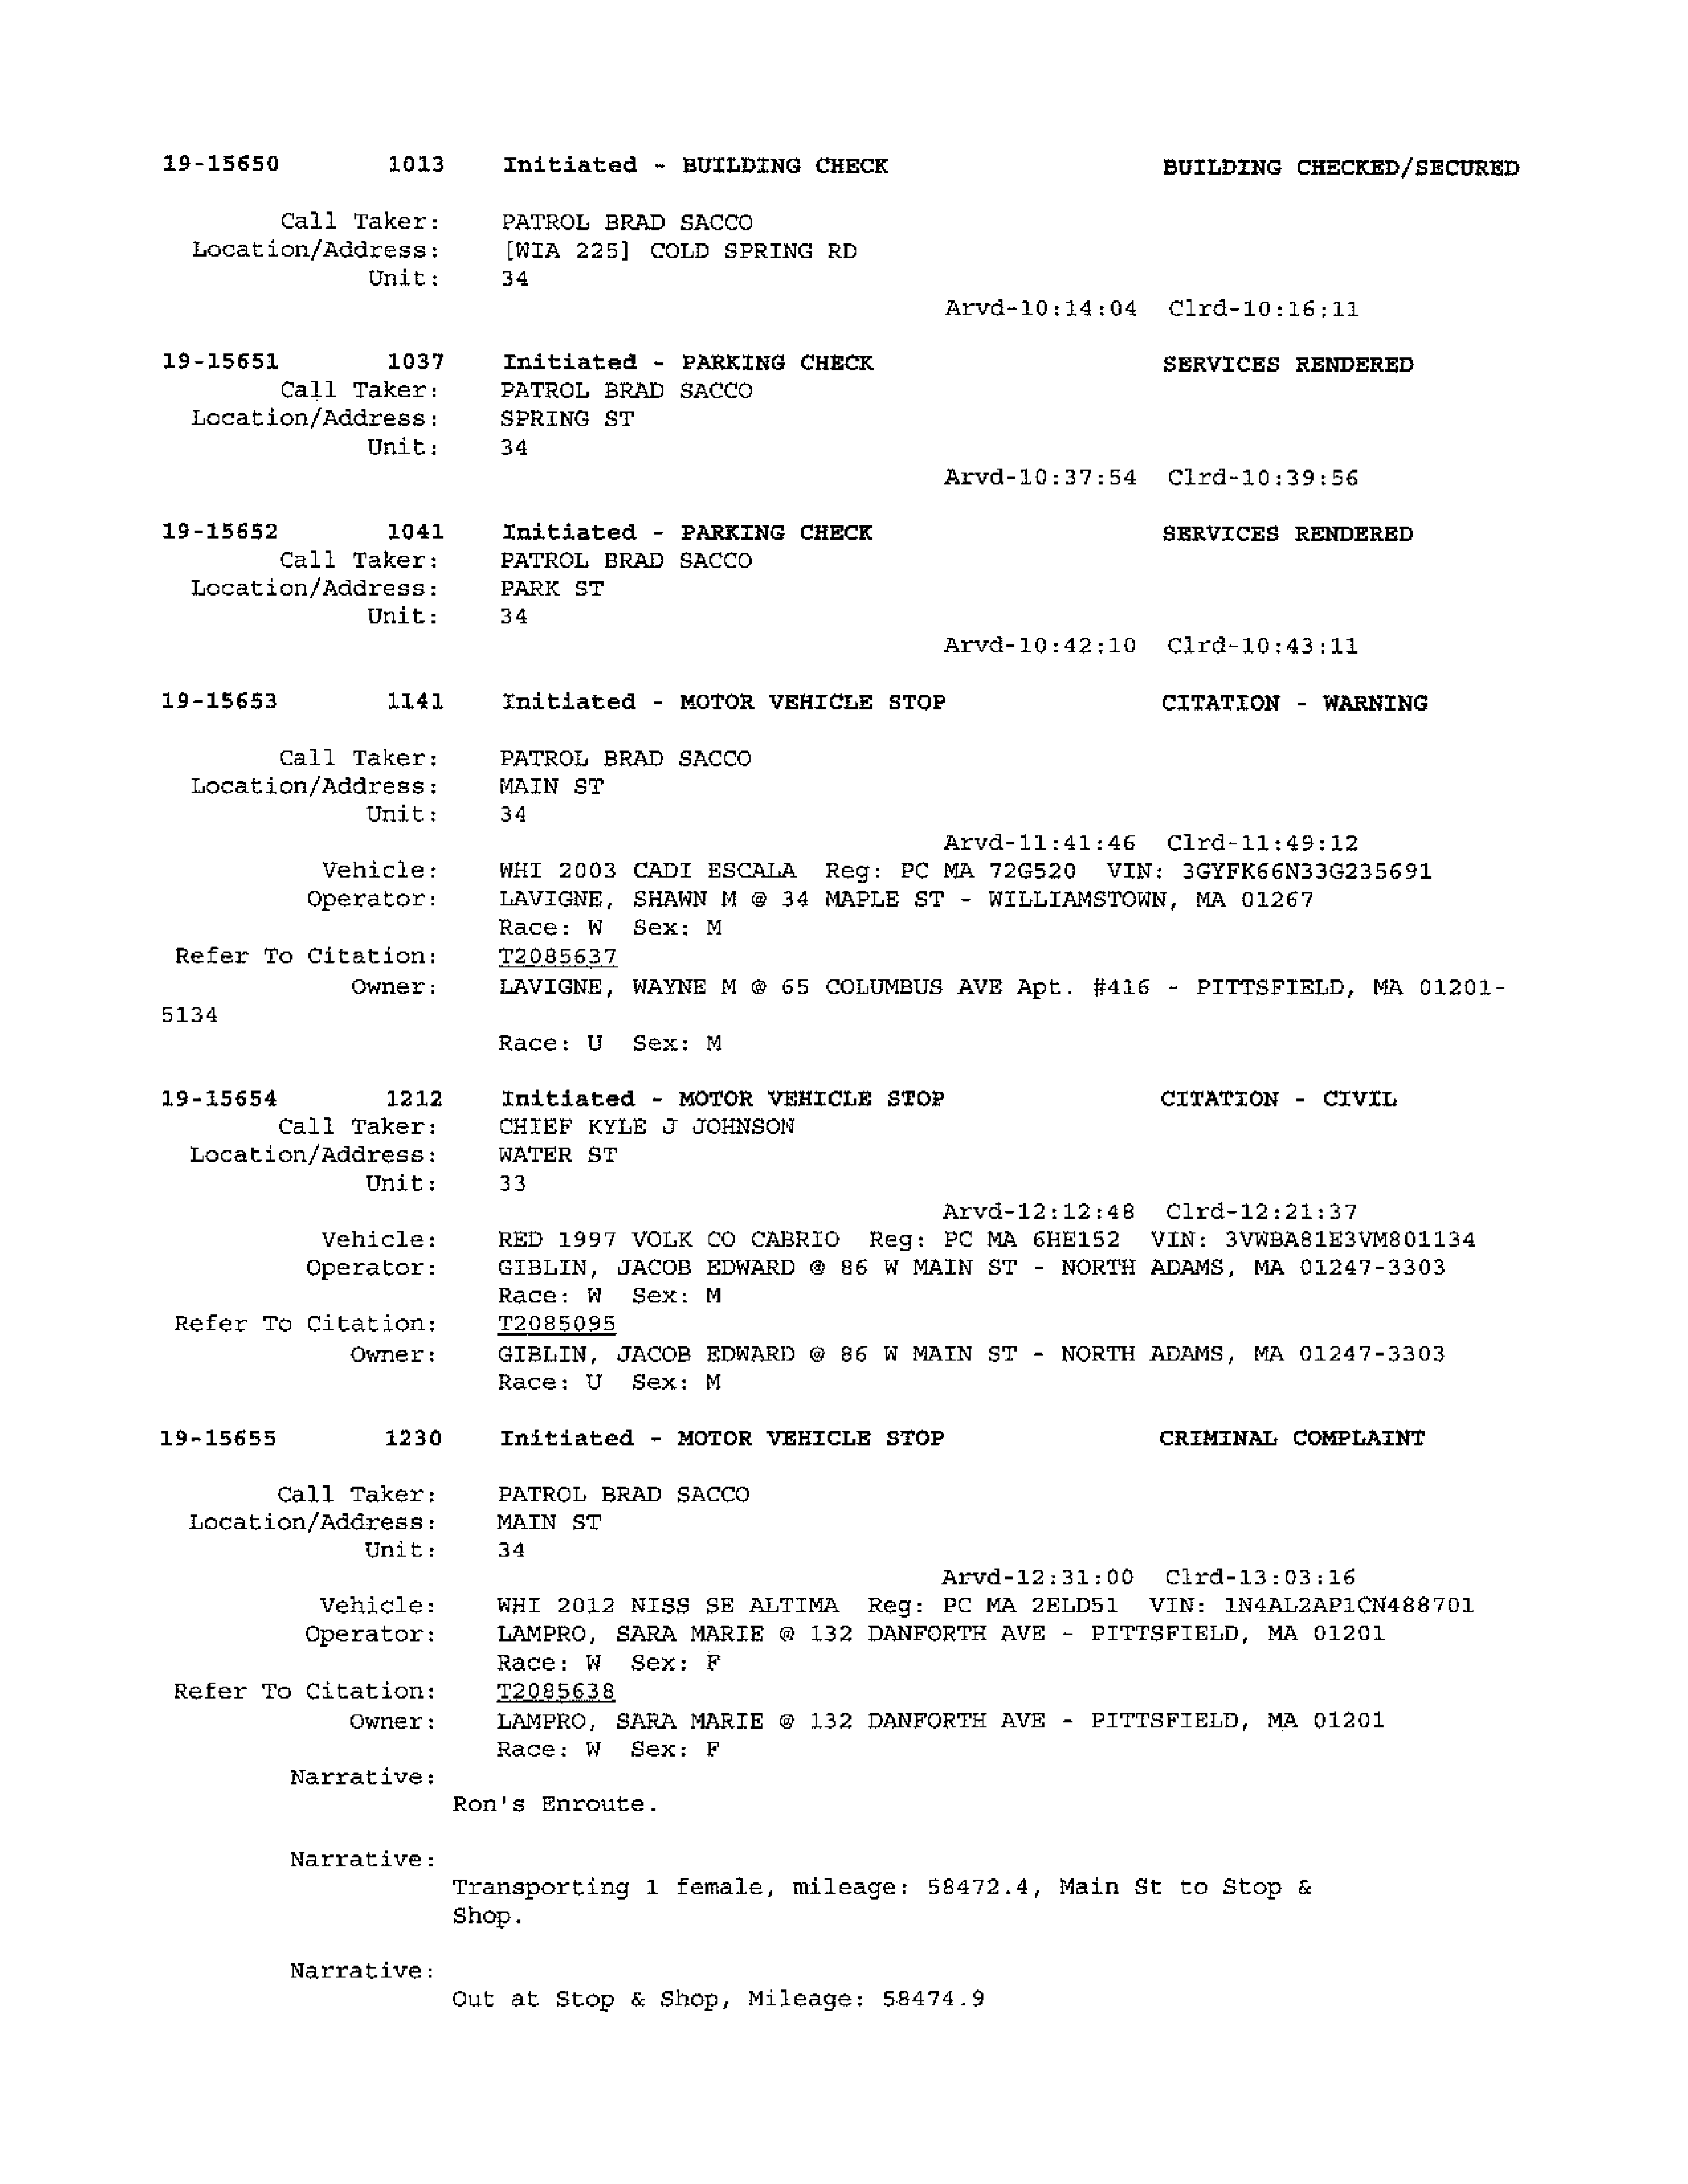 19-15650 1013 Initiated - BUILDING CHECK BUILDING CHECKED/SECURED
Call Taker: PATROL BRAD SACCO
Location/Address: [WIA 225] COLD SPRING RD
Unit: 34
Arvd-10:14:04 Clrd-10:16:11
19-15651 1037 Initiated - PARKING CHECK SERVICES RENDERED
Call Taker: PATROL BRAD SACCO
Location/Address: SPRING ST
Unit: 34
Arvd-10:37:54 Clrd-10:39:56
19-15652 1041 Initiated - PARKING CHECK SERVICES RENDERED
Call Taker: PATROL BRAD SACCO
Location/Address: PARK ST
Unit: 34
Arvd-10:42:10 Clrd-10:43:11
19-15653 1141 Initiated - MOTOR VEHICLE STOP CITATION - WARNING
Call Taker: PATROL BRAD SACCO
Location/Address: MAIN ST
Unit: 34
Arvd-11:41:46 Clrd-11:49:12
Vehicle: WHI 2003 CADI ESCALA Reg: PC MA 72G520 VIN: 3GYFK66N33G235691
Operator: LAVIGNE, SHAWN M @ 34 MAPLE ST - WILLIAMSTOWN, MA 01267
Race: W Sex: M
Refer To Citation: T2085637
Owner: LAVIGNE, WAYNE M @ 65 COLUMBUS AVE Apt. #416 - PITTSFIELD, MA 01201-
5134
Race: U Sex: M
19-15654 1212 Initiated - MOTOR VEHICLE STOP CITATION - CIVIL
Call Taker: CHIEF KYLE J JOHNSON
Location/Address: WATER ST
Unit: 33
Arvd-12:12:48 Clrd-12:21:37
Vehicle: RED 1997 VOLK CO CABRIO Reg: PC MA 6HE152 VIN: 3VWBA81E3VM801134
Operator: GIBLIN, JACOB EDWARD @ 86 W MAIN ST - NORTH ADAMS, MA 01247-3303
Race: W Sex: M
Refer To Citation: T2085095
Owner: GIBLIN, JACOB EDWARD @ 86 W MAIN ST - NORTH ADAMS, MA 01247-3303
Race: U Sex: M
19-15655 1230 Initiated - MOTOR VEHICLE STOP CRIMINAL COMPLAINT
Call Taker: PATROL BRAD SACCO
Location/Address: MAIN ST
Unit: 34
Arvd-12:31:00 Clrd-13:03:16
Vehicle: WHI 2012 NISS SE ALTIMA Reg: PC MA 2ELD51 VIN: 1N4AL2AP1CN488701
Operator: LAMPRO, SARA MARIE @ 132 DANFORTH AVE - PITTSFIELD, MA 01201
Race: W Sex: F
Refer To Citation: T2085638
Owner: LAMPRO, SARA MARIE @ 132 DANFORTH AVE - PITTSFIELD, MA 01201
Race: W Sex: F
Narrative:
Ron's Enroute.
Narrative:
Transporting 1 female, mileage: 58472.4, Main St to Stop &
Shop.
Narrative:
Out at Stop & Shop, Mileage: 58474.9